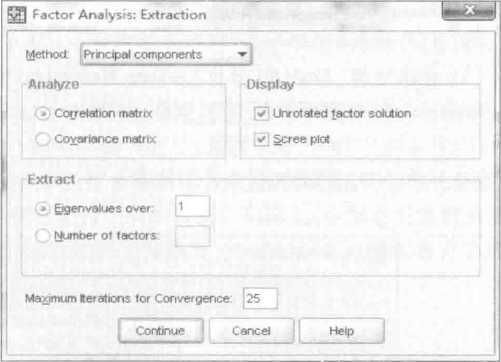 Factor Analysis: Extraction
Method: Principal components
Analyze
Correlation matrix
Covariance matrix
Display
Unrotated factor solution
Scree plot
Extract
Eigenvalues over: 1
Number of factors:
Maximum Iterations for Convergence: 25
Continue Cancel Help